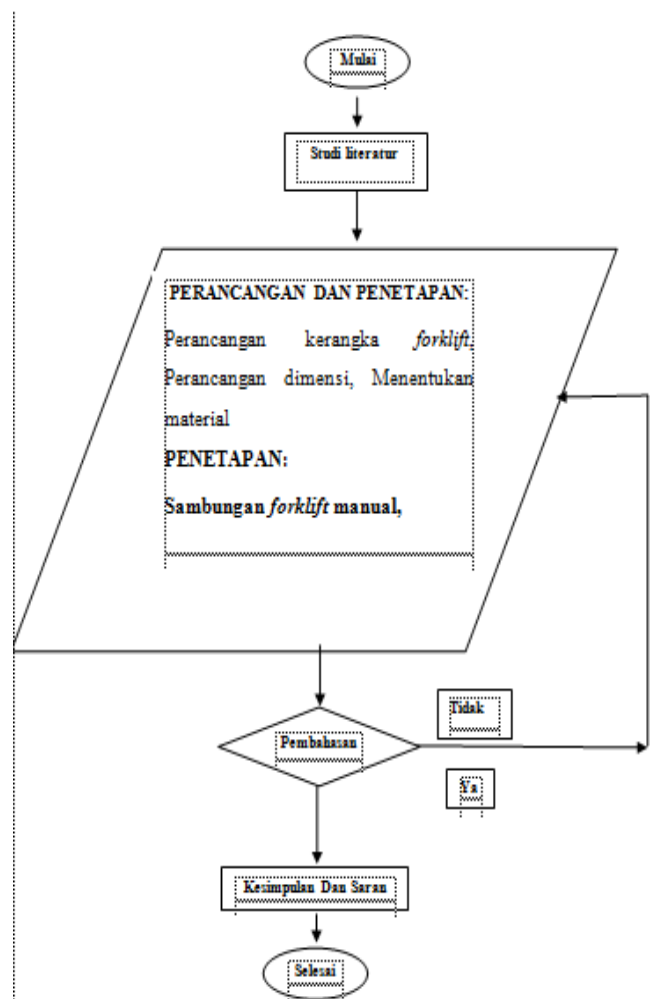 Mulai
Studi literatur
PERANCANGAN DAN PENETAPAN:
Perancangan kerangka forklift,
Perancangan dimensi, Menentukan
material
PENETAPAN:
Sambungan forklift manual,
Tidak
Pembahasan
Ya
Kesimpulan Dan Saran
Selesai